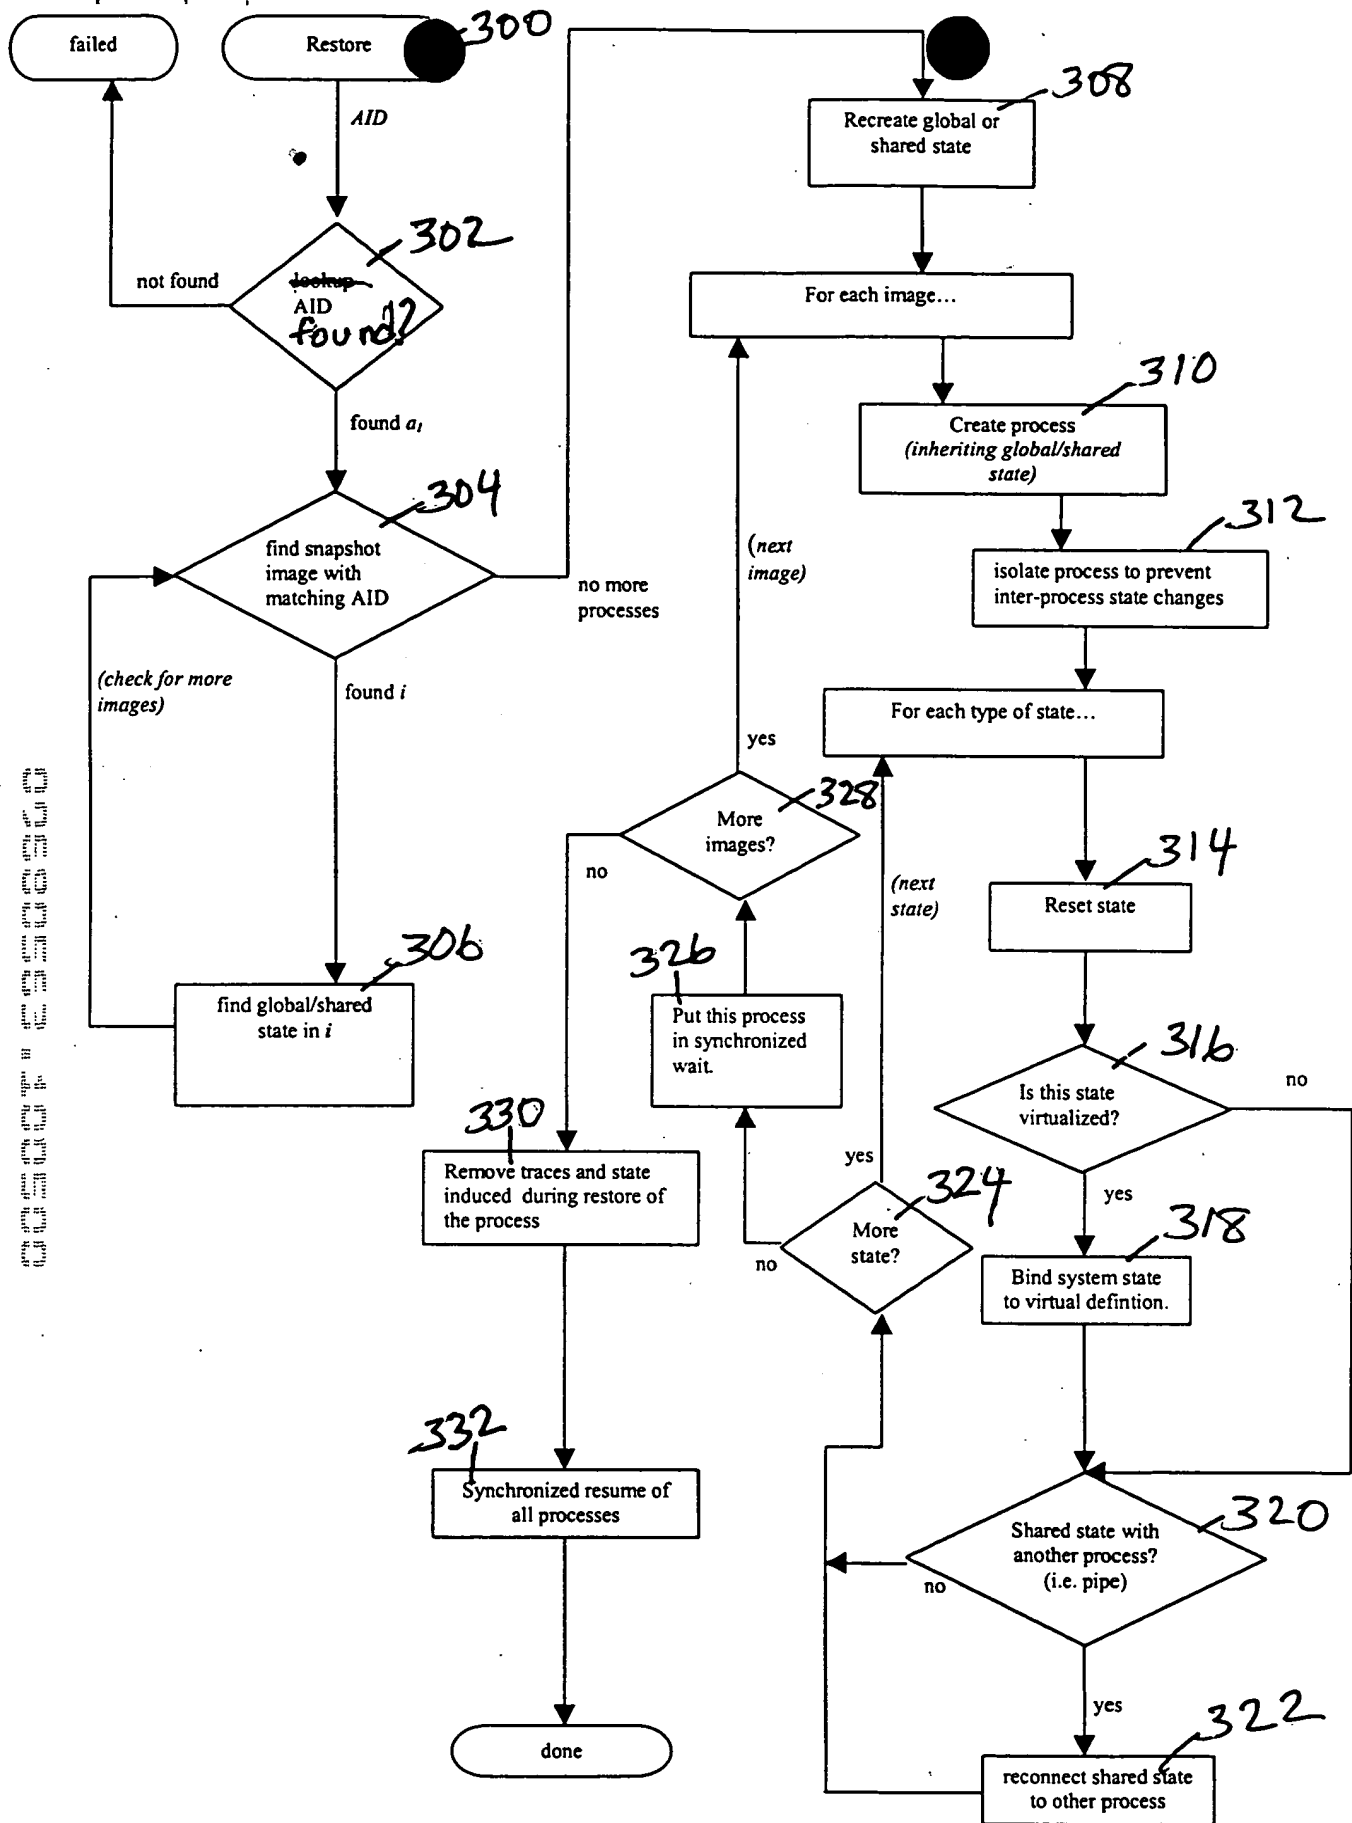 failed
Restore
300
AID
302
not found
lookup
AID
found?
found a
304
find snapshot
image with
matching AID
no more
processes
(check for more
images)
found i
306
find global/shared
state in i
308
Recreate global or
shared state
For each image...
310
Create process
(inheriting global/shared
state)
312
isolate process to prevent
inter-process state changes
(next
image)
For each type of state...
yes
328
More
images?
no
(next
state)
314
Reset state
326
Put this process
in synchronized
wait.
316
Is this state
virtualized?
no
330
Remove traces and state
induced during restore of
the process
yes
324
More
state?
no
yes
318
Bind system state
to virtual defintion.
332
Synchronized resume of
all processes
320
Shared state with
another process?
(i.e. pipe)
no
yes
done
322
reconnect shared state
to other process